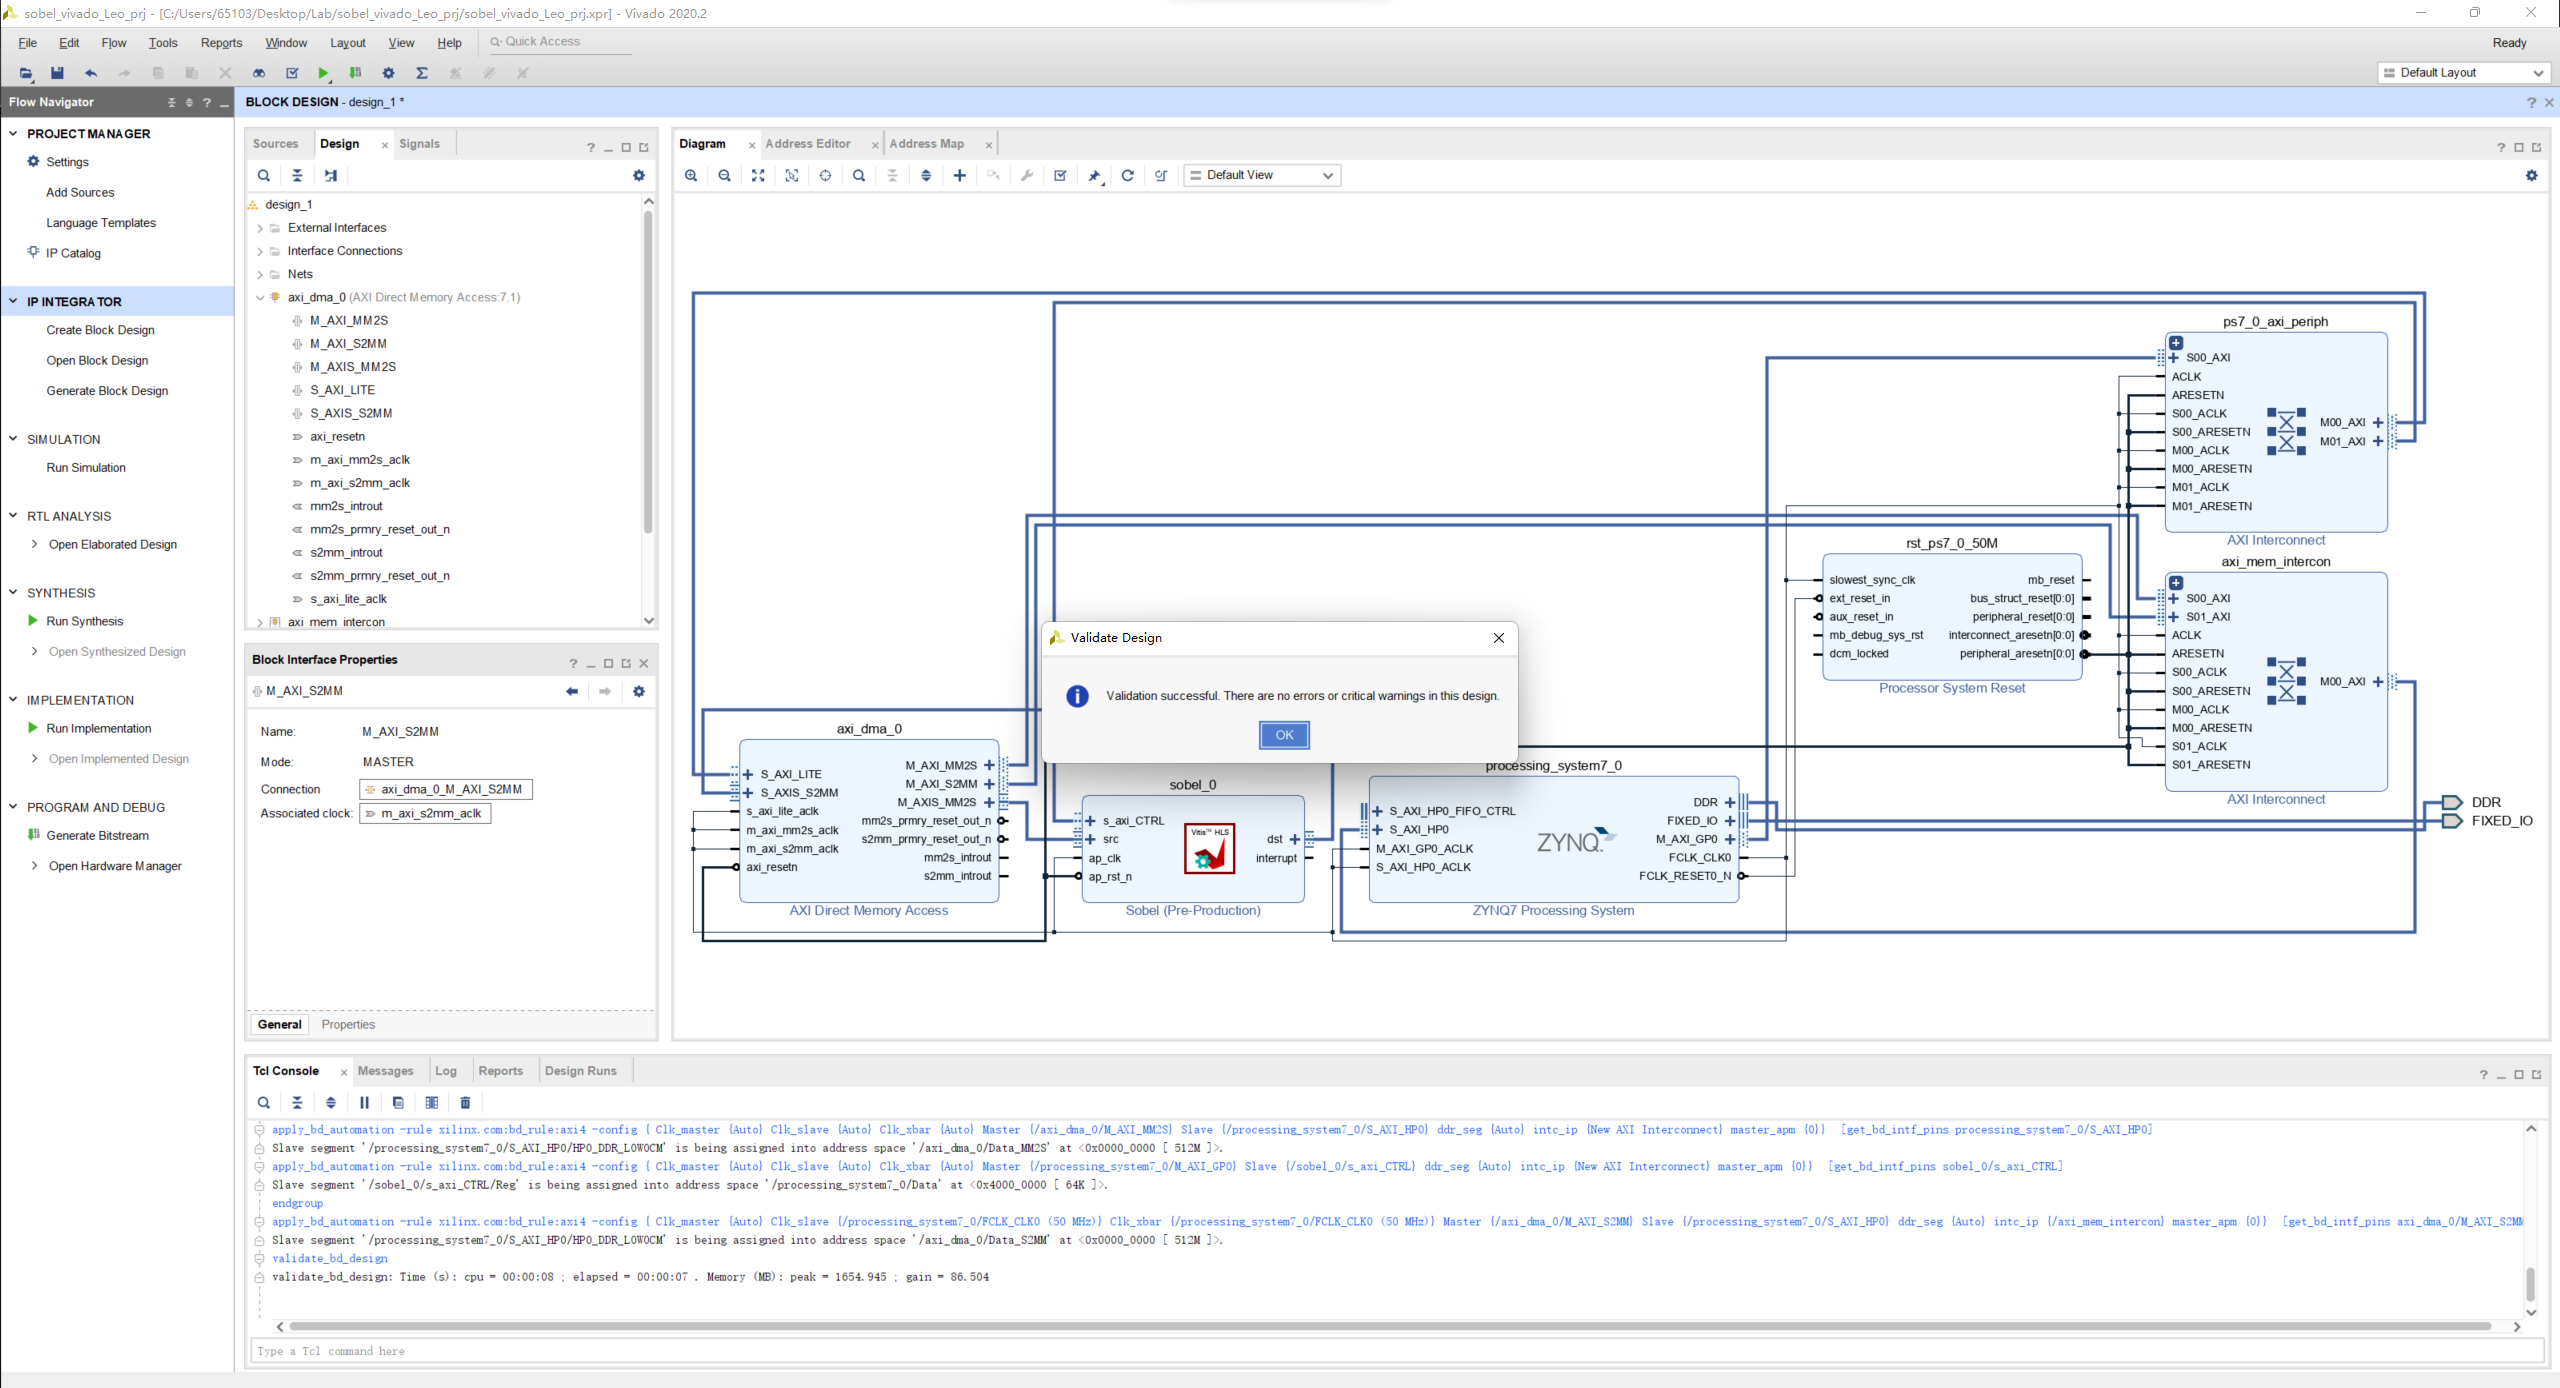 sobel_vivado_Leo_prj - [C:/Users/65103/Desktop/Lab/sobel_vivado_Leo_prj/sobel_vivado_Leo_prj.xpr] - Vivado 2020.2
File Edit Flow Tools Reports Window Layout View Help Quick Access
Ready
Default Layout
Flow Navigator
PROJECT MANAGER
Settings
Add Sources
Language Templates
IP Catalog
IP INTEGRATOR
Create Block Design
Open Block Design
Generate Block Design
SIMULATION
Run Simulation
RTL ANALYSIS
Open Elaborated Design
SYNTHESIS
Run Synthesis
Open Synthesized Design
IMPLEMENTATION
Run Implementation
Open Implemented Design
PROGRAM AND DEBUG
Generate Bitstream
Open Hardware Manager
BLOCK DESIGN - design_1 *
Sources Design Signals
design_1
External Interfaces
Interface Connections
Nets
axi_dma_0 (AXI Direct Memory Access:7.1)
M_AXI_MM2S
M_AXI_S2MM
M_AXIS_MM2S
S_AXI_LITE
S_AXIS_S2MM
axi_resetn
m_axi_mm2s_aclk
m_axi_s2mm_aclk
mm2s_introut
mm2s_prmry_reset_out_n
s2mm_introut
s2mm_prmry_reset_out_n
s_axi_lite_aclk
axi_mem_intercon
Block Interface Properties
M_AXI_S2MM
Name: M_AXI_S2MM
Mode: MASTER
Connection axi_dma_0_M_AXI_S2MM
Associated clock: m_axi_s2mm_aclk
General Properties
Diagram Address Editor Address Map
Default View
ps7_0_axi_periph
S00_AXI
ACLK
ARESETN
S00_ACLK
S00_ARESETN
M00_ACLK
M00_ARESETN
M01_ACLK
M01_ARESETN
M00_AXI
M01_AXI
AXI Interconnect
rst_ps7_0_50M
slowest_sync_clk
ext_reset_in
aux_reset_in
mb_debug_sys_rst
dcm_locked
mb_reset
bus_struct_reset[0:0]
peripheral_reset[0:0]
interconnect_aresetn[0:0]
peripheral_aresetn[0:0]
Processor System Reset
axi_mem_intercon
S00_AXI
S01_AXI
ACLK
ARESETN
S00_ACLK
S00_ARESETN
M00_ACLK
M00_ARESETN
S01_ACLK
S01_ARESETN
M00_AXI
AXI Interconnect
Validate Design
Validation successful. There are no errors or critical warnings in this design.
OK
axi_dma_0
S_AXI_LITE
S_AXIS_S2MM
s_axi_lite_aclk
m_axi_mm2s_aclk
m_axi_s2mm_aclk
axi_resetn
M_AXI_MM2S
M_AXI_S2MM
M_AXIS_MM2S
mm2s_prmry_reset_out_n
s2mm_prmry_reset_out_n
mm2s_introut
s2mm_introut
AXI Direct Memory Access
sobel_0
s_axi_CTRL
src
ap_clk
ap_rst_n
Vitis™ HLS
dst
interrupt
Sobel (Pre-Production)
processing_system7_0
S_AXI_HP0_FIFO_CTRL
S_AXI_HP0
M_AXI_GP0_ACLK
S_AXI_HP0_ACLK
ZYNQ
DDR
FIXED_IO
M_AXI_GP0
FCLK_CLK0
FCLK_RESET0_N
ZYNQ7 Processing System
DDR
FIXED_IO
Tcl Console Messages Log Reports Design Runs
apply_bd_automation -rule xilinx.com:bd_rule:axi4 -config { Clk_master {Auto} Clk_slave {Auto} Clk_xbar {Auto} Master {/axi_dma_0/M_AXI_MM2S} Slave {/processing_system7_0/S_AXI_HP0} ddr_seg {Auto} intc_ip {New AXI Interconnect} master_apm {0}} [get_bd_intf_pins processing_system7_0/S_AXI_HP0]
Slave segment '/processing_system7_0/S_AXI_HP0/HP0_DDR_LOWOCM' is being assigned into address space '/axi_dma_0/Data_MM2S' at <0x0000_0000 [ 512M ]>.
apply_bd_automation -rule xilinx.com:bd_rule:axi4 -config { Clk_master {Auto} Clk_slave {Auto} Clk_xbar {Auto} Master {/processing_system7_0/M_AXI_GP0} Slave {/sobel_0/s_axi_CTRL} ddr_seg {Auto} intc_ip {New AXI Interconnect} master_apm {0}} [get_bd_intf_pins sobel_0/s_axi_CTRL]
Slave segment '/sobel_0/s_axi_CTRL/Reg' is being assigned into address space '/processing_system7_0/Data' at <0x4000_0000 [ 64K ]>.
endgroup
apply_bd_automation -rule xilinx.com:bd_rule:axi4 -config { Clk_master {Auto} Clk_slave {/processing_system7_0/FCLK_CLK0 (50 MHz)} Clk_xbar {/processing_system7_0/FCLK_CLK0 (50 MHz)} Master {/axi_dma_0/M_AXI_S2MM} Slave {/processing_system7_0/S_AXI_HP0} ddr_seg {Auto} intc_ip {/axi_mem_intercon} master_apm {0}} [get_bd_intf_pins axi_dma_0/M_AXI_S2MM
Slave segment '/processing_system7_0/S_AXI_HP0/HP0_DDR_LOWOCM' is being assigned into address space '/axi_dma_0/Data_S2MM' at <0x0000_0000 [ 512M ]>.
validate_bd_design
validate_bd_design: Time (s): cpu = 00:00:08 ; elapsed = 00:00:07 . Memory (MB): peak = 1654.945 ; gain = 86.504
Type a Tcl command here